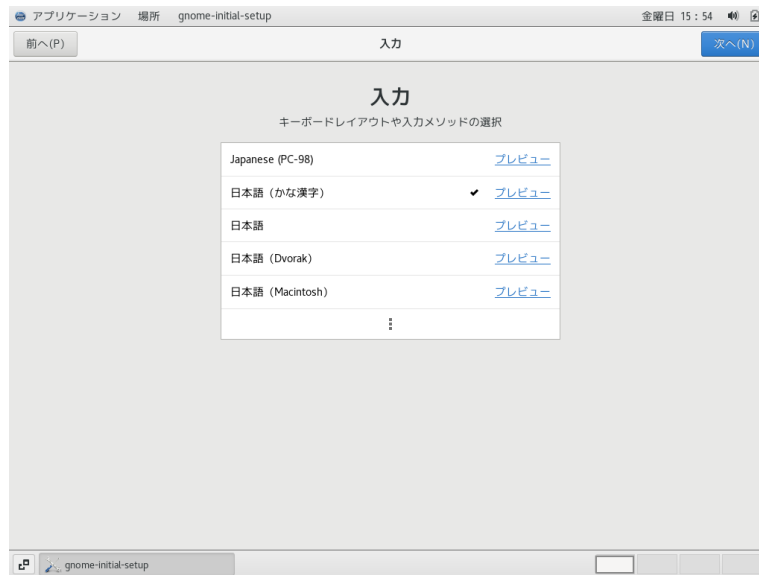 アプリケーション 場所 gnome-initial-setup 金曜日 15：54
前へ(P) 入力 次へ(N)
入力
キーボードレイアウトや入力メソッドの選択
Japanese (PC-98) プレビュー
日本語（かな漢字） プレビュー
日本語 プレビュー
日本語（Dvorak） プレビュー
日本語（Macintosh） プレビュー
gnome-initial-setup